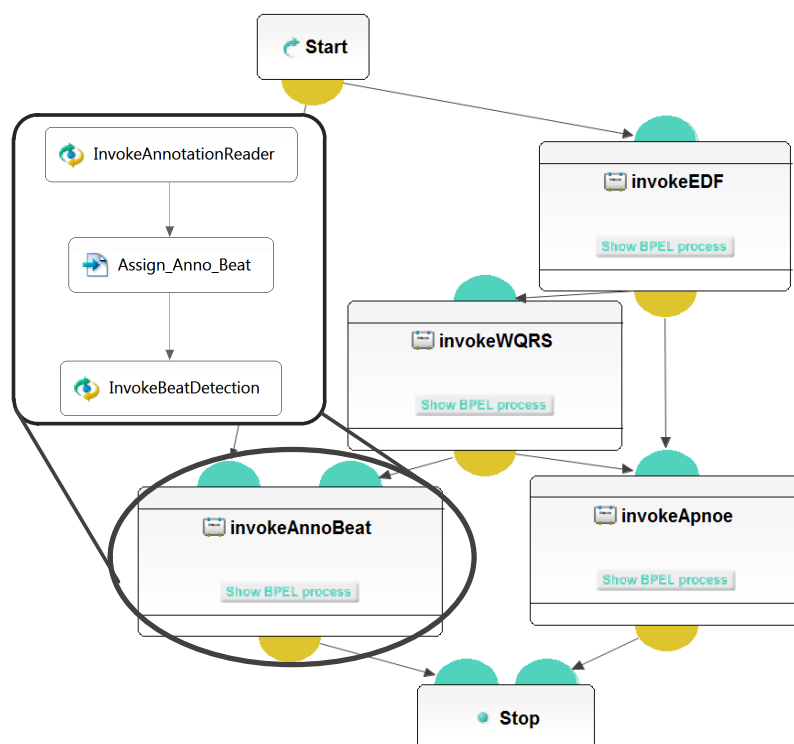 Start
InvokeAnnotationReader
Assign_Anno_Beat
InvokeBeatDetection
invokeEDF
Show BPEL process
invokeWQRS
Show BPEL process
invokeAnnoBeat
Show BPEL process
invokeApnoe
Show BPEL process
Stop